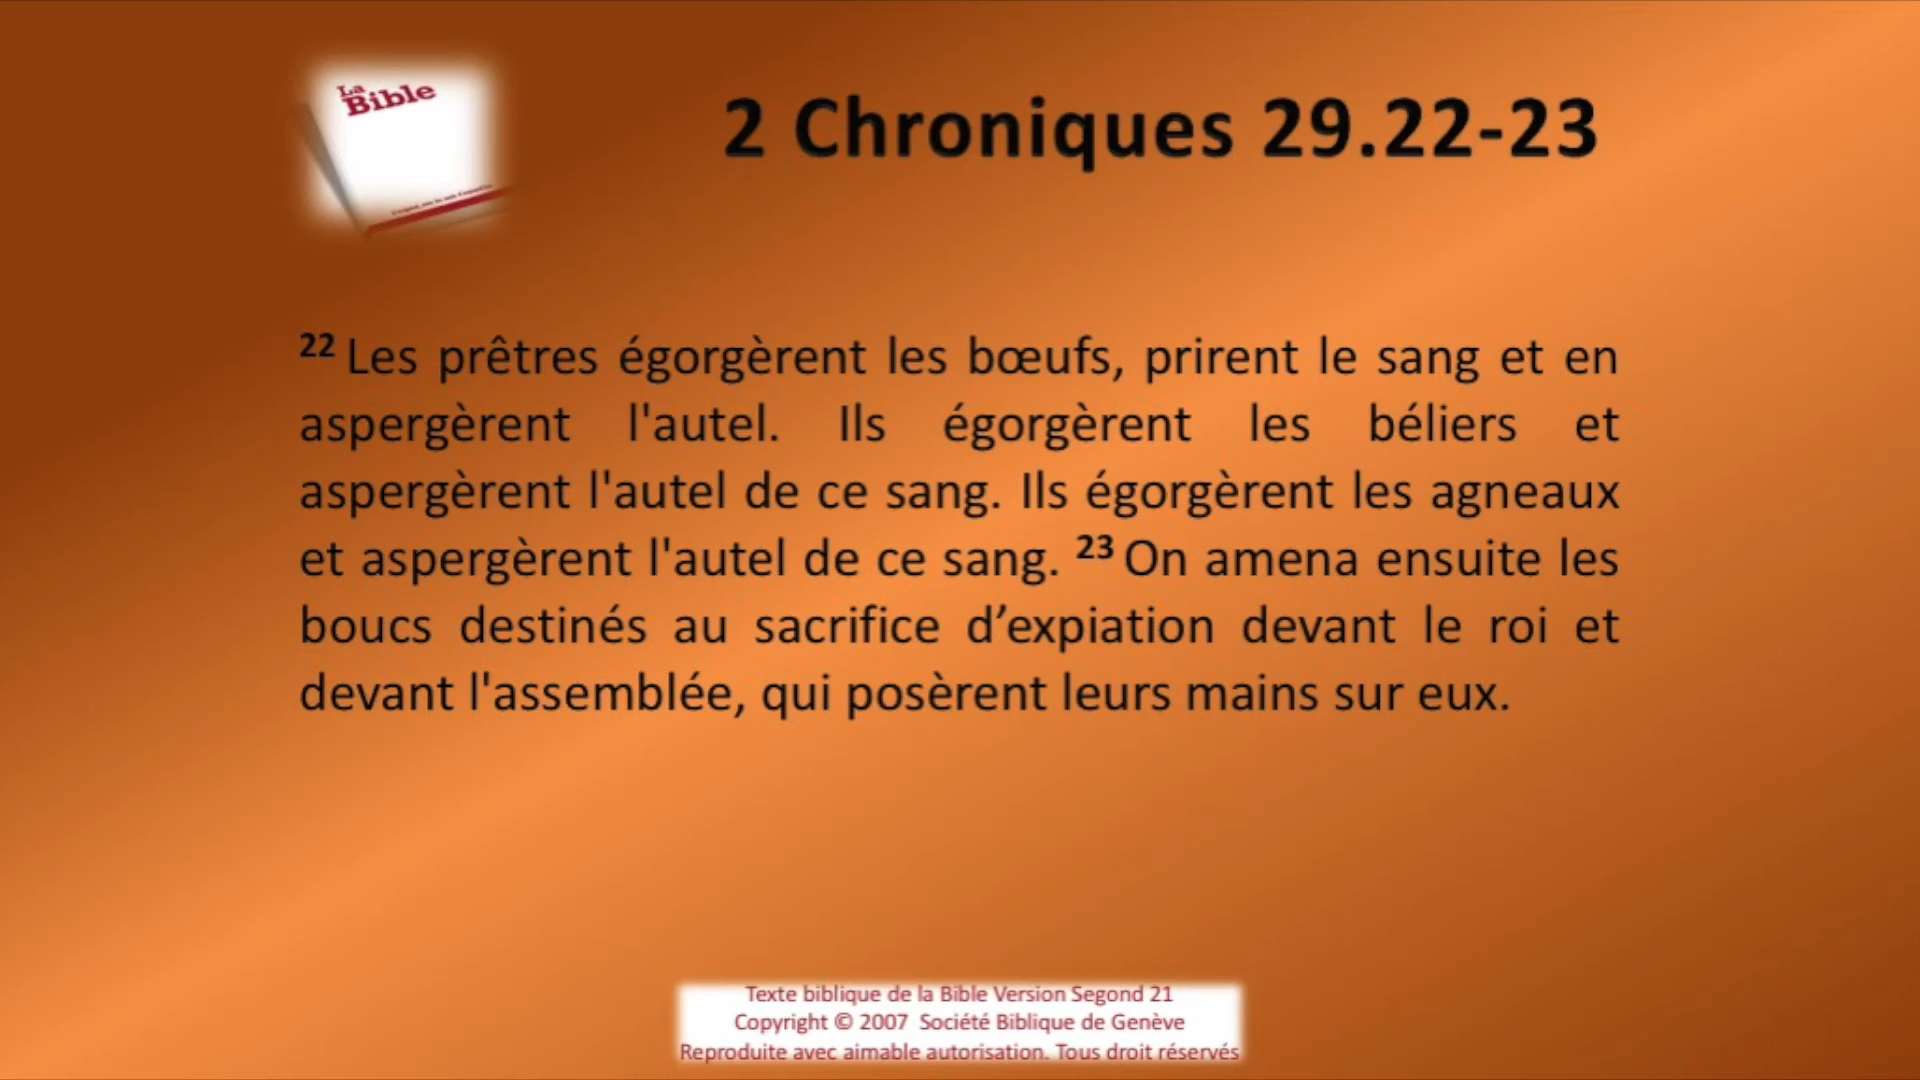 La
Bible
2 Chroniques 29.22-23
22 Les prêtres égorgèrent les bœufs, prirent le sang et en
aspergèrent l'autel. Ils égorgèrent les béliers et
aspergèrent l'autel de ce sang. Ils égorgèrent les agneaux
et aspergèrent l'autel de ce sang. 23 On amena ensuite les
boucs destinés au sacrifice d’expiation devant le roi et
devant l'assemblée, qui posèrent leurs mains sur eux.
Texte biblique de la Bible Version Segond 21
Copyright © 2007 Société Biblique de Genève
Reproduite avec aimable autorisation. Tous droit réservés